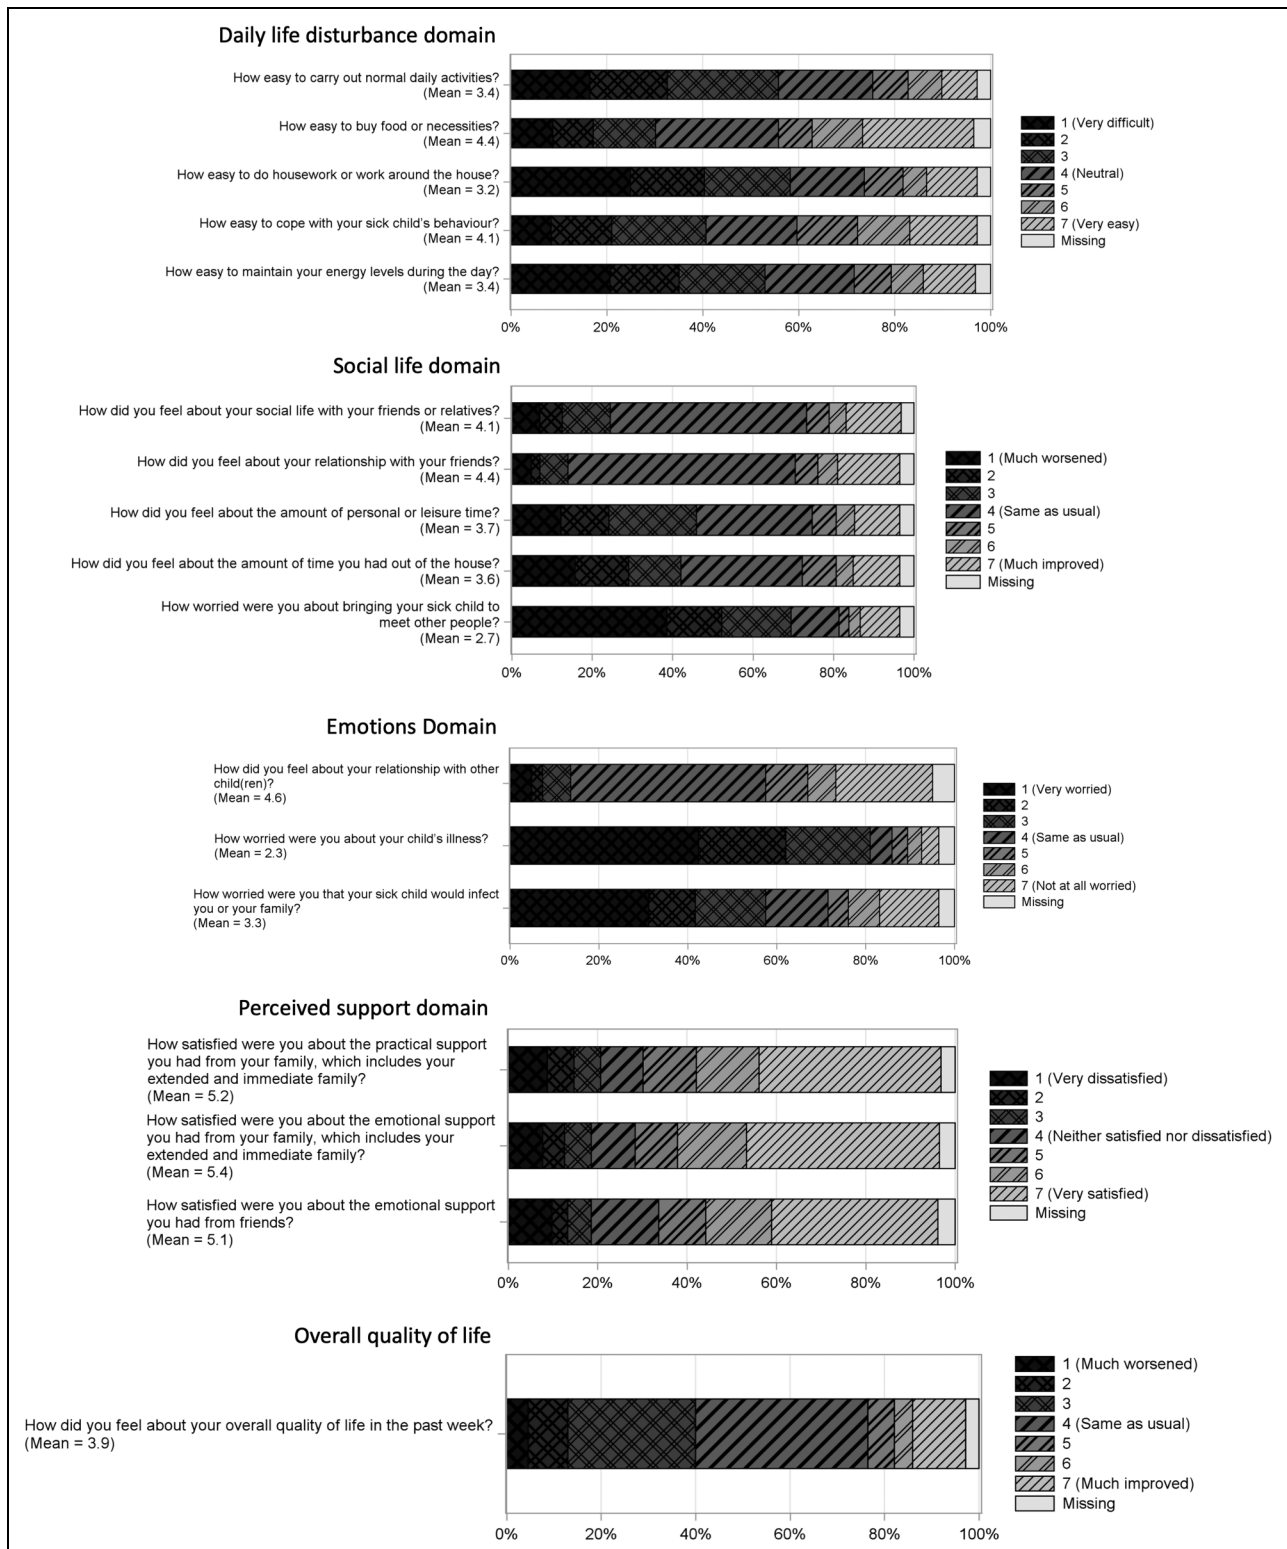 Daily life disturbance domain
How easy to carry out normal daily activities?
(Mean = 3.4)
How easy to buy food or necessities?
(Mean = 4.4)
How easy to do housework or work around the house?
(Mean = 3.2)
How easy to cope with your sick child's behaviour?
(Mean = 4.1)
How easy to maintain your energy levels during the day?
(Mean = 3.4)
0% 20% 40% 60% 80% 100%
1 (Very difficult)
2
3
4 (Neutral)
5
6
7 (Very easy)
Missing
Social life domain
How did you feel about your social life with your friends or relatives?
(Mean = 4.1)
How did you feel about your relationship with your friends?
(Mean = 4.4)
How did you feel about the amount of personal or leisure time?
(Mean = 3.7)
How did you feel about the amount of time you had out of the house?
(Mean = 3.6)
How worried were you about bringing your sick child to
meet other people?
(Mean = 2.7)
0% 20% 40% 60% 80% 100%
1 (Much worsened)
2
3
4 (Same as usual)
5
6
7 (Much improved)
Missing
Emotions Domain
How did you feel about your relationship with other
child(ren)?
(Mean = 4.6)
How worried were you about your child's illness?
(Mean = 2.3)
How worried were you that your sick child would infect
you or your family?
(Mean = 3.3)
0% 20% 40% 60% 80% 100%
1 (Very worried)
2
3
4 (Same as usual)
5
6
7 (Not at all worried)
Missing
Perceived support domain
How satisfied were you about the practical support
you had from your family, which includes your
extended and immediate family?
(Mean = 5.2)
How satisfied were you about the emotional support
you had from your family, which includes your
extended and immediate family?
(Mean = 5.4)
How satisfied were you about the emotional support
you had from friends?
(Mean = 5.1)
0% 20% 40% 60% 80% 100%
1 (Very dissatisfied)
2
3
4 (Neither satisfied nor dissatisfied)
5
6
7 (Very satisfied)
Missing
Overall quality of life
How did you feel about your overall quality of life in the past week?
(Mean = 3.9)
0% 20% 40% 60% 80% 100%
1 (Much worsened)
2
3
4 (Same as usual)
5
6
7 (Much improved)
Missing